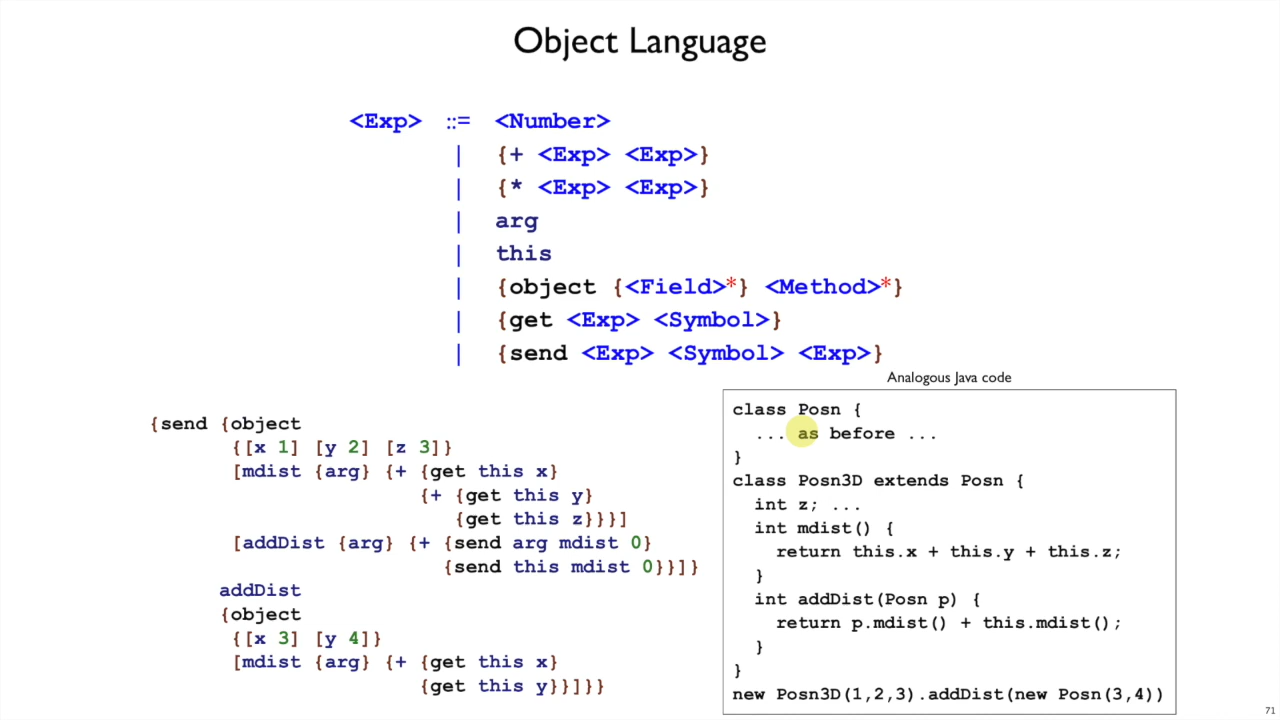 Object Language
<Exp> ::= <Number>
| {+ <Exp> <Exp>}
| {* <Exp> <Exp>}
| arg
| this
| {object {<Field>*} <Method>*}
| {get <Exp> <Symbol>}
| {send <Exp> <Symbol> <Exp>}
{send {object
{[x 1] [y 2] [z 3]}
[mdist {arg} {+ {get this x}
{+ {get this y}
{get this z}}}]
[addDist {arg} {+ {send arg mdist 0}
{send this mdist 0}}]}
addDist
{object
{[x 3] [y 4]}
[mdist {arg} {+ {get this x}
{get this y}}]}}
Analogous Java code
class Posn {
... as before ...
}
class Posn3D extends Posn {
int z; ...
int mdist() {
return this.x + this.y + this.z;
}
int addDist(Posn p) {
return p.mdist() + this.mdist();
}
}
new Posn3D(1,2,3).addDist(new Posn(3,4))
71